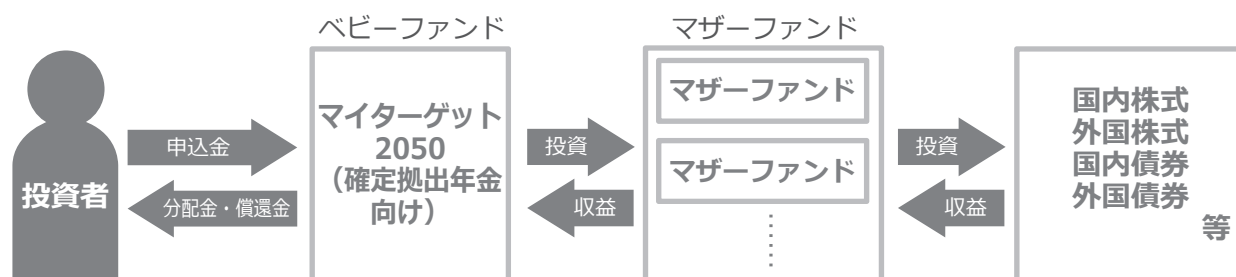 ベビーファンド
マザーファンド
投資者
申込金
分配金・償還金
マイターゲット
2050
（確定拠出年金
向け）
投資
収益
マザーファンド
マザーファンド
投資
収益
国内株式
外国株式
国内債券
外国債券
等